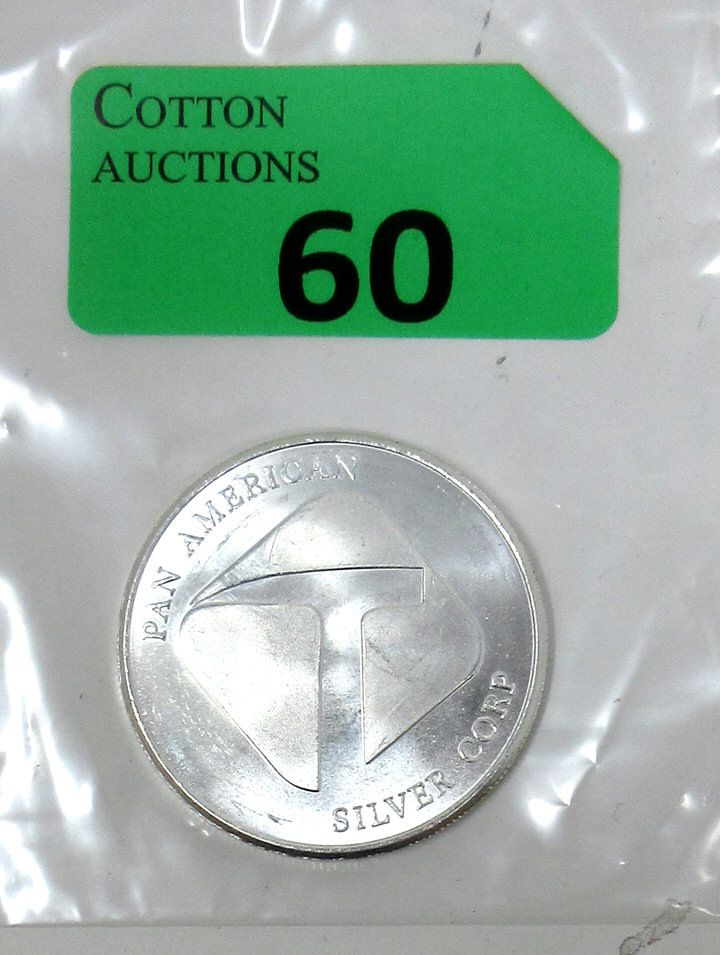 COTTON
AUCTIONS
60
PAN AMERICAN
SILVER CORP